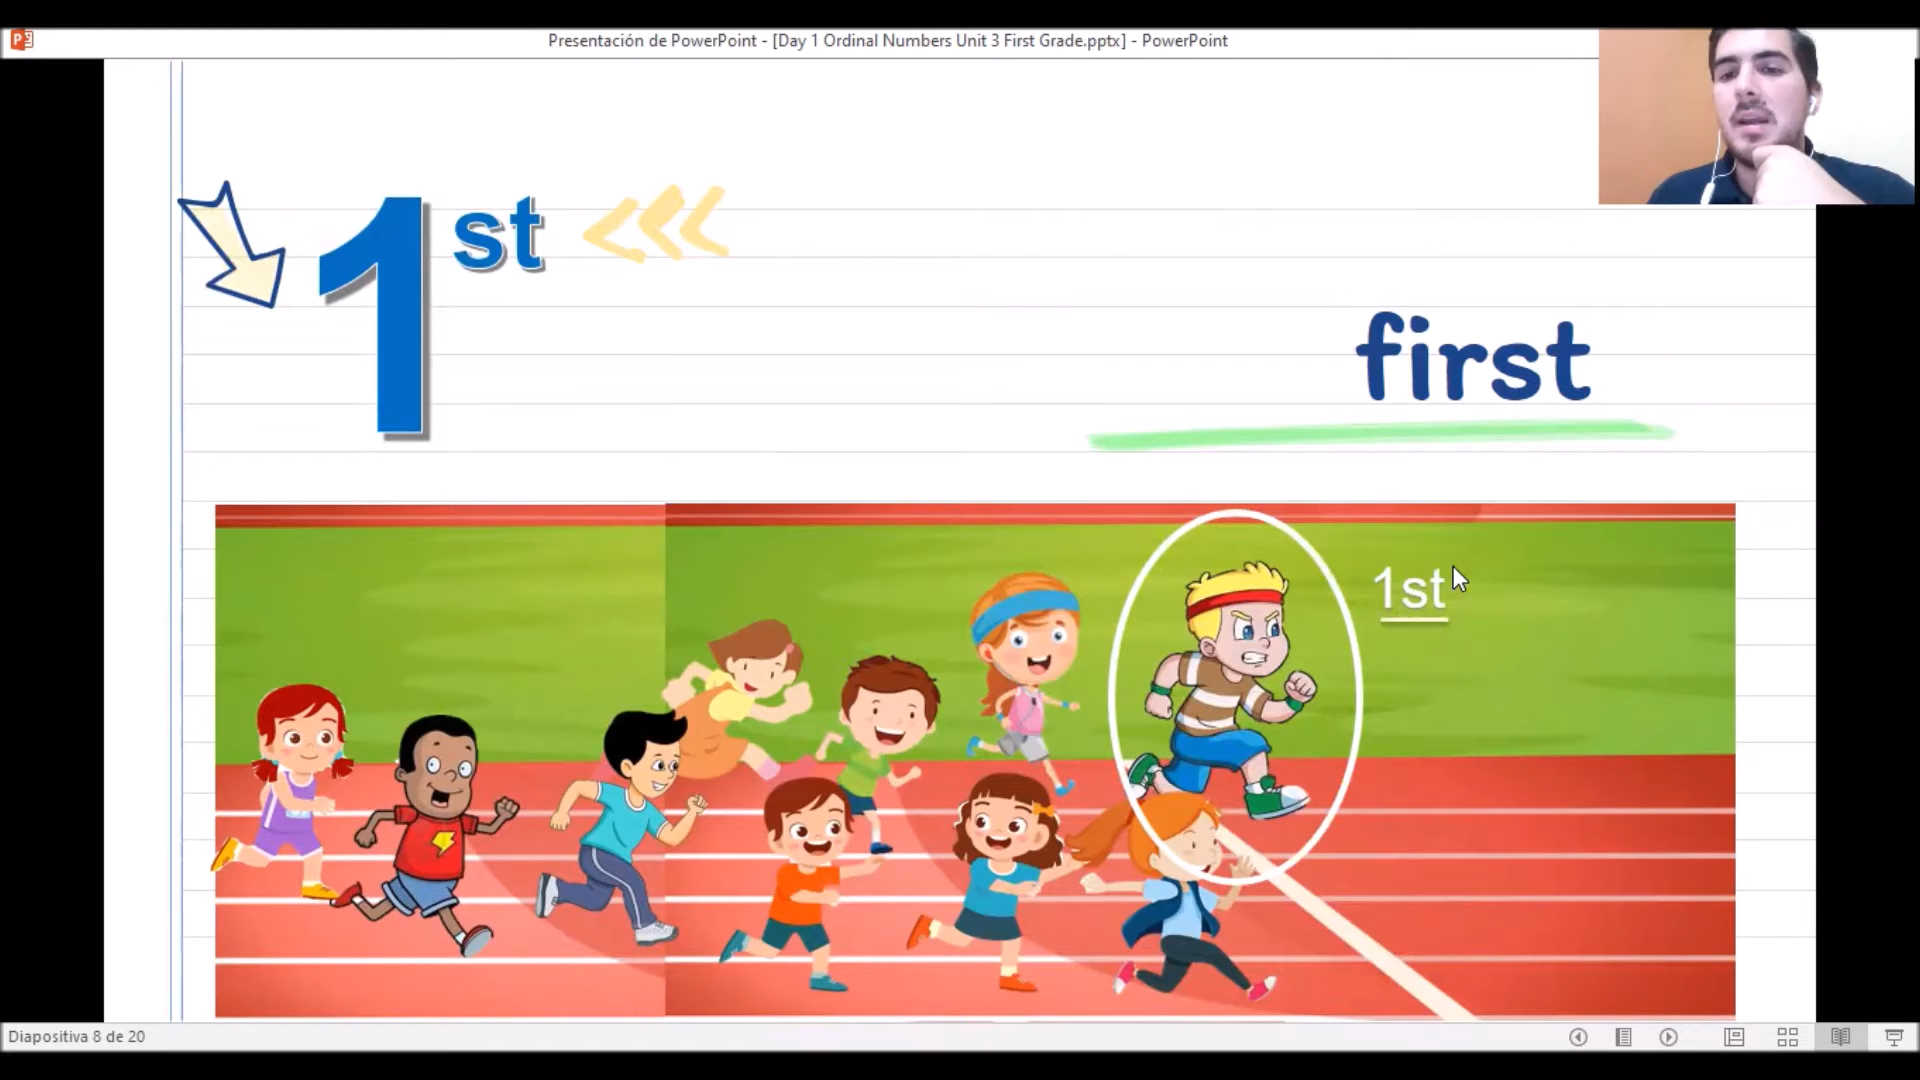 Presentación de PowerPoint - [Day 1 Ordinal Numbers Unit 3 First Grade.pptx] - PowerPoint
1st
first
1st
Diapositiva 8 de 20